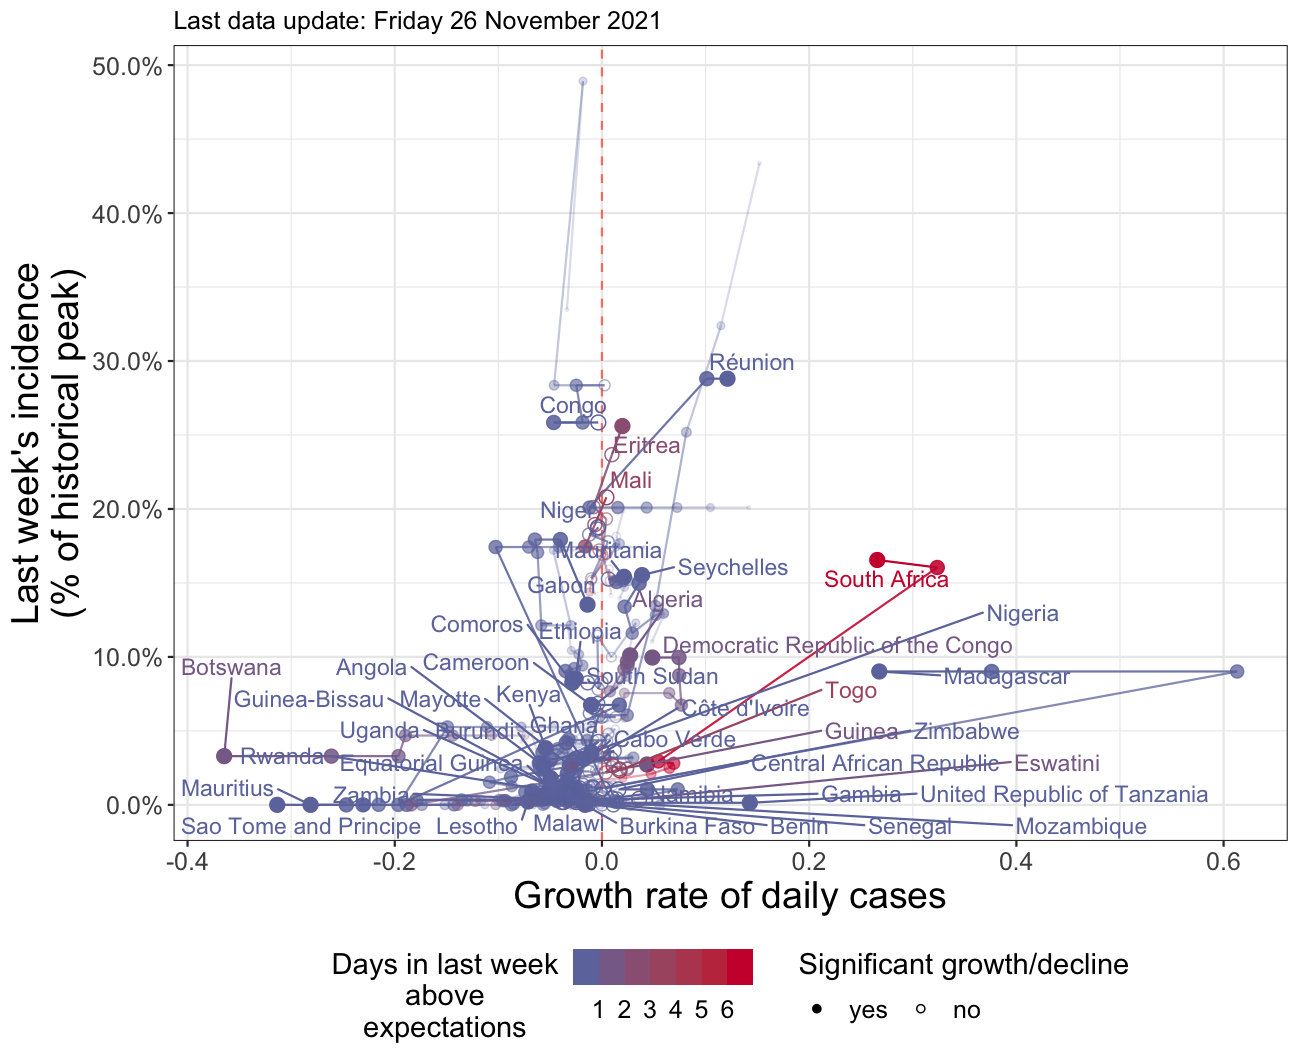 Last data update: Friday 26 November 2021
Last week's incidence
(% of historical peak)
50.0%
40.0%
30.0%
20.0%
10.0%
0.0%
Réunion
Congo
Eritrea
Mali
Niger
Mauritania
Seychelles
South Africa
Gabon
Algeria
Nigeria
Comoros
Ethiopia
Democratic Republic of the Congo
Botswana
Angola
Cameroon
South Sudan
Madagascar
Togo
Guinea-Bissau
Mayotte
Kenya
Côte d'Ivoire
Uganda
Burundi
Ghana
Cabo Verde
Guinea
Zimbabwe
Rwanda
Equatorial Guinea
Central African Republic
Eswatini
Mauritius
Zambia
Namibia
Gambia
United Republic of Tanzania
Sao Tome and Principe
Lesotho
Malawi
Burkina Faso
Benin
Senegal
Mozambique
-0.4
-0.2
0.0
0.2
0.4
0.6
Growth rate of daily cases
Days in last week
above
expectations
1 2 3 4 5 6
Significant growth/decline
yes
no